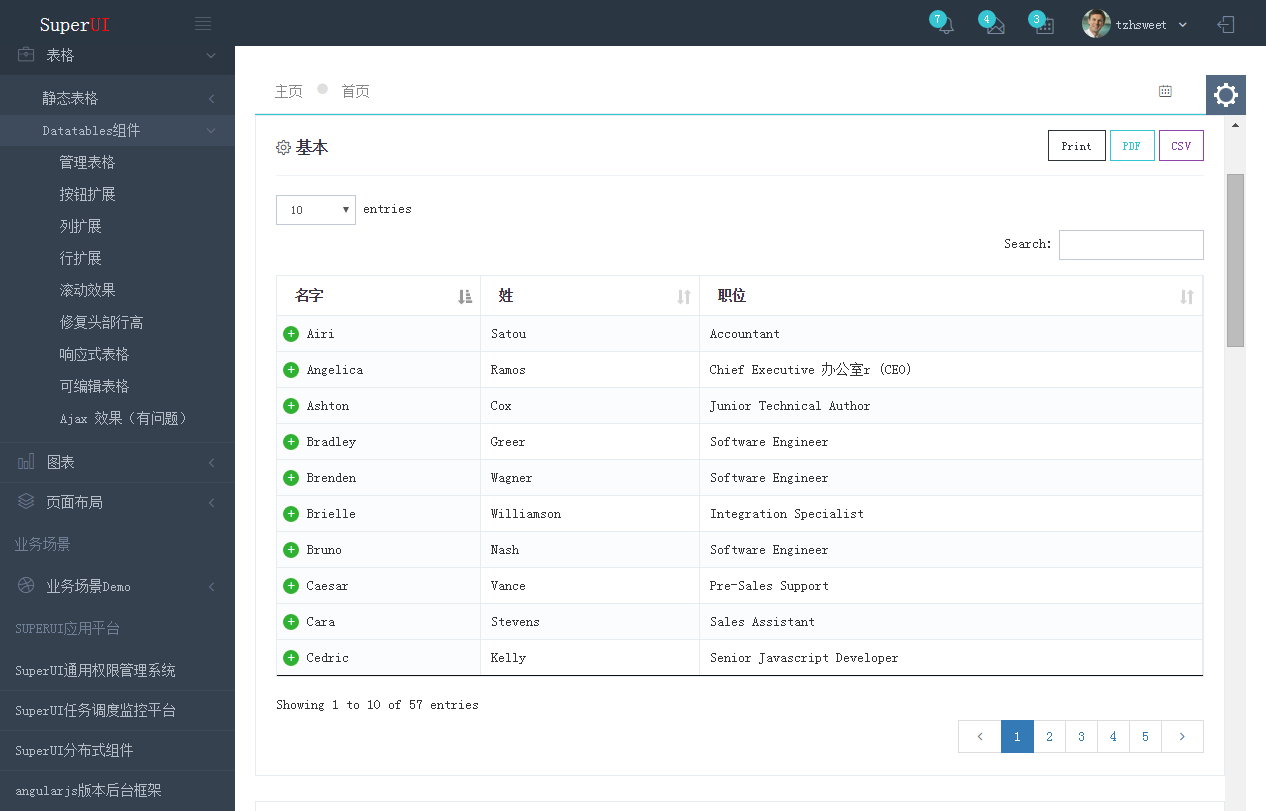 SuperUI
7 4 3 tzhsweet
表格
静态表格
Datatables组件
管理表格
按钮扩展
列扩展
行扩展
滚动效果
修复头部行高
响应式表格
可编辑表格
Ajax 效果（有问题）
图表
页面布局
业务场景
业务场景Demo
SUPERUI应用平台
SuperUI通用权限管理系统
SuperUI任务调度监控平台
SuperUI分布式组件
angularjs版本后台框架
主页 首页
基本 Print PDF CSV
10 entries
Search:
名字 姓 职位
Airi Satou Accountant
Angelica Ramos Chief Executive 办公室r (CEO)
Ashton Cox Junior Technical Author
Bradley Greer Software Engineer
Brenden Wagner Software Engineer
Brielle Williamson Integration Specialist
Bruno Nash Software Engineer
Caesar Vance Pre-Sales Support
Cara Stevens Sales Assistant
Cedric Kelly Senior Javascript Developer
Showing 1 to 10 of 57 entries
1 2 3 4 5